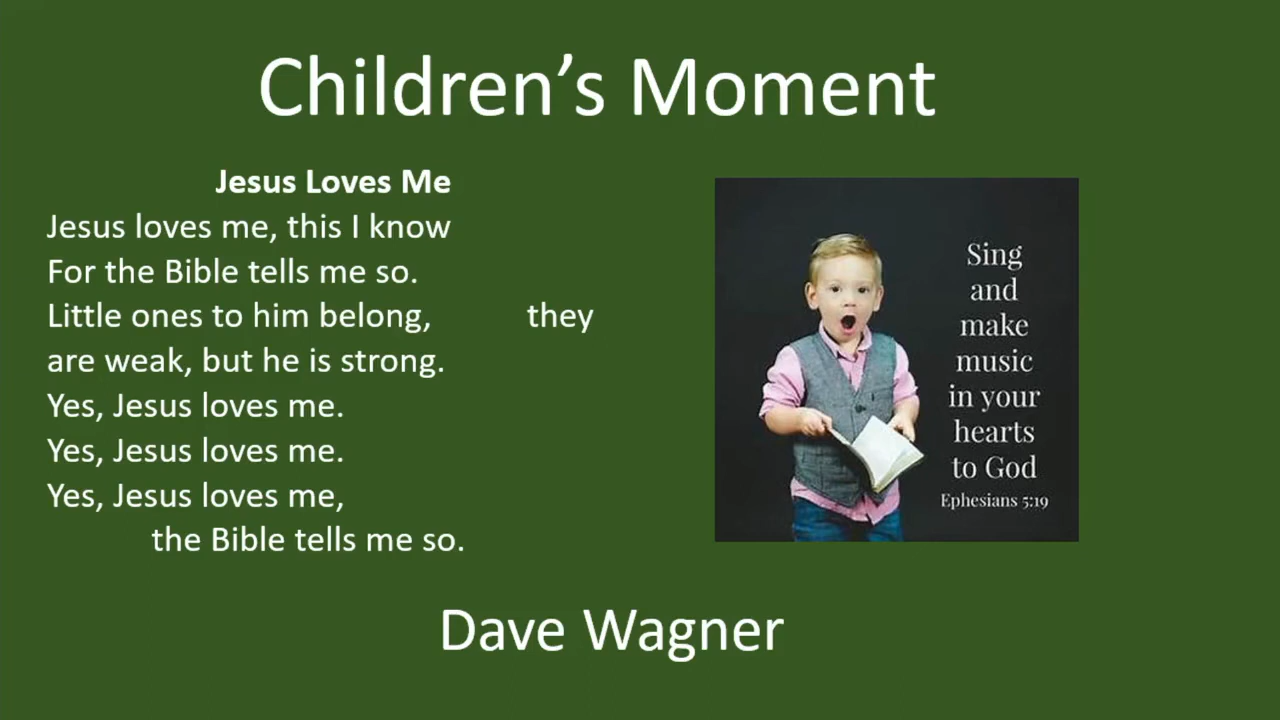 Children’s Moment
Jesus Loves Me
Jesus loves me, this I know
For the Bible tells me so.
Little ones to him belong, they
are weak, but he is strong.
Yes, Jesus loves me.
Yes, Jesus loves me.
Yes, Jesus loves me,
the Bible tells me so.
Sing
and
make
music
in your
hearts
to God
Ephesians 5:19
Dave Wagner